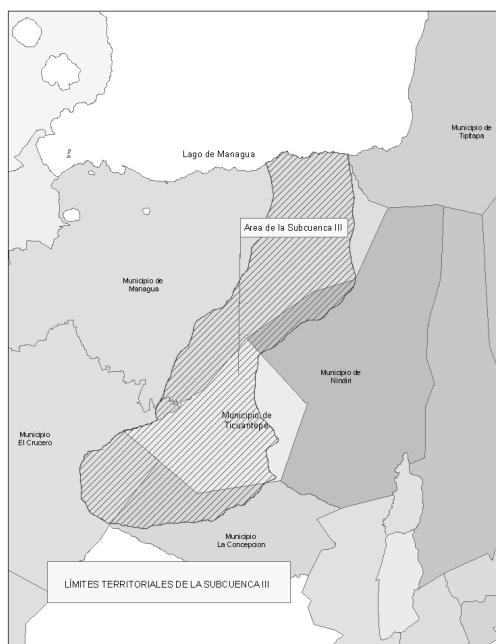 Municipio de
Tipitapa
Lago de Managua
Area de la Subcuenca III
Municipio de
Managua
Municipio de
Nindiri
Municipio de
Ticuantepe
Municipio
El Crucero
Municipio
La Concepcion
LÍMITES TERRITORIALES DE LA SUBCUENCA III